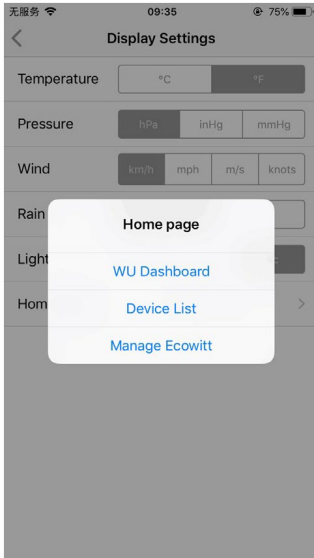 无服务 09:35 75%
Display Settings
Temperature °C °F
Pressure hPa inHg mmHg
Wind km/h mph m/s knots
Rain
Light
Hom
Home page
WU Dashboard
Device List
Manage Ecowitt